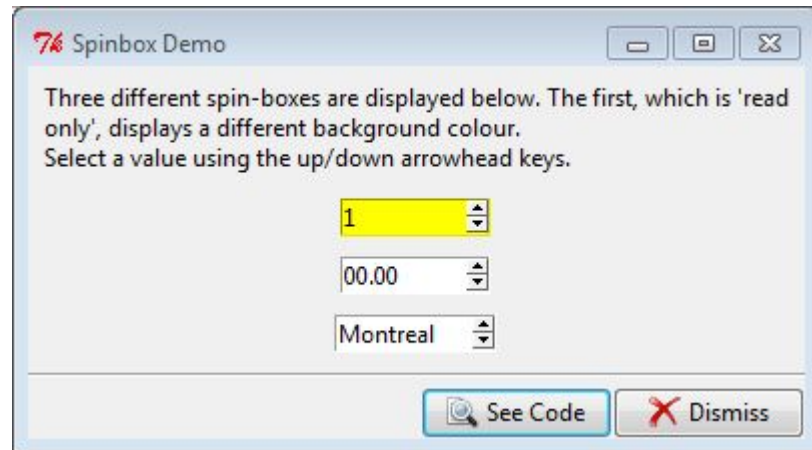 Spinbox Demo
Three different spin-boxes are displayed below. The first, which is 'read
only', displays a different background colour.
Select a value using the up/down arrowhead keys.
1
00.00
Montreal
See Code
Dismiss